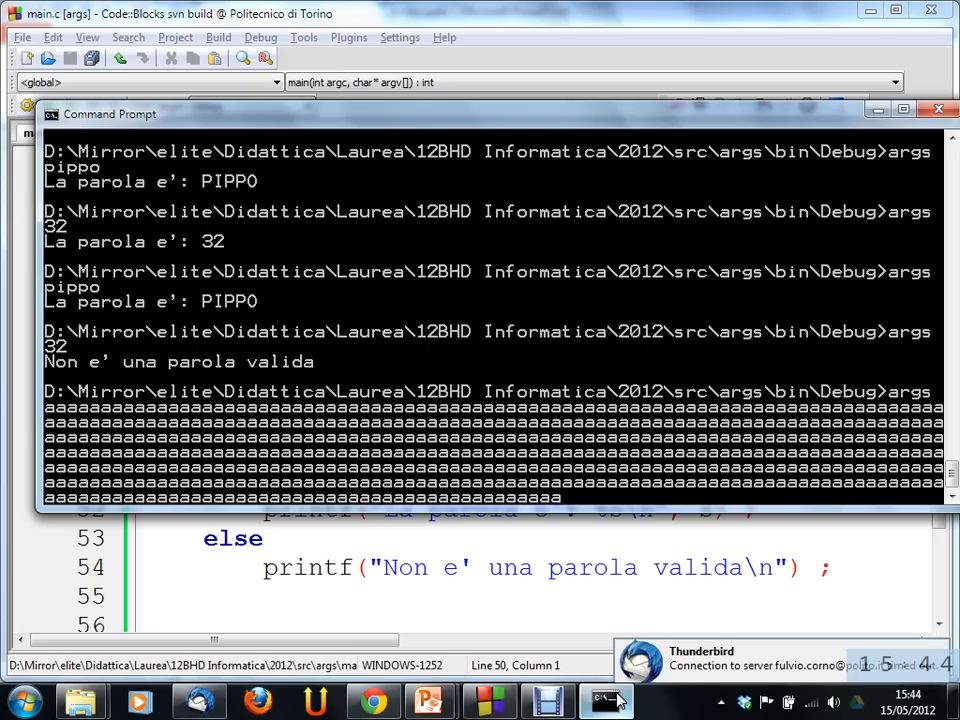 main.c [args] - Code::Blocks svn build @ Politecnico di Torino
File Edit View Search Project Build Debug Tools Plugins Settings Help
<global> main(int argc, char* argv[]) : int
Command Prompt
D:\Mirror\elite\Didattica\Laurea\12BHD Informatica\2012\src\args\bin\Debug>args
pippo
La parola e': PIPPO
D:\Mirror\elite\Didattica\Laurea\12BHD Informatica\2012\src\args\bin\Debug>args
32
La parola e': 32
D:\Mirror\elite\Didattica\Laurea\12BHD Informatica\2012\src\args\bin\Debug>args
pippo
La parola e': PIPPO
D:\Mirror\elite\Didattica\Laurea\12BHD Informatica\2012\src\args\bin\Debug>args
32
Non e' una parola valida
D:\Mirror\elite\Didattica\Laurea\12BHD Informatica\2012\src\args\bin\Debug>args
53 else
54 printf("Non e' una parola valida\n") ;
55
56
Thunderbird
Connection to server
D:\Mirror\elite\Didattica\Laurea\12BHD Informatica\2012\src\args\ma WINDOWS-1252 Line 50, Column 1
15:44
15:44
15/05/2012